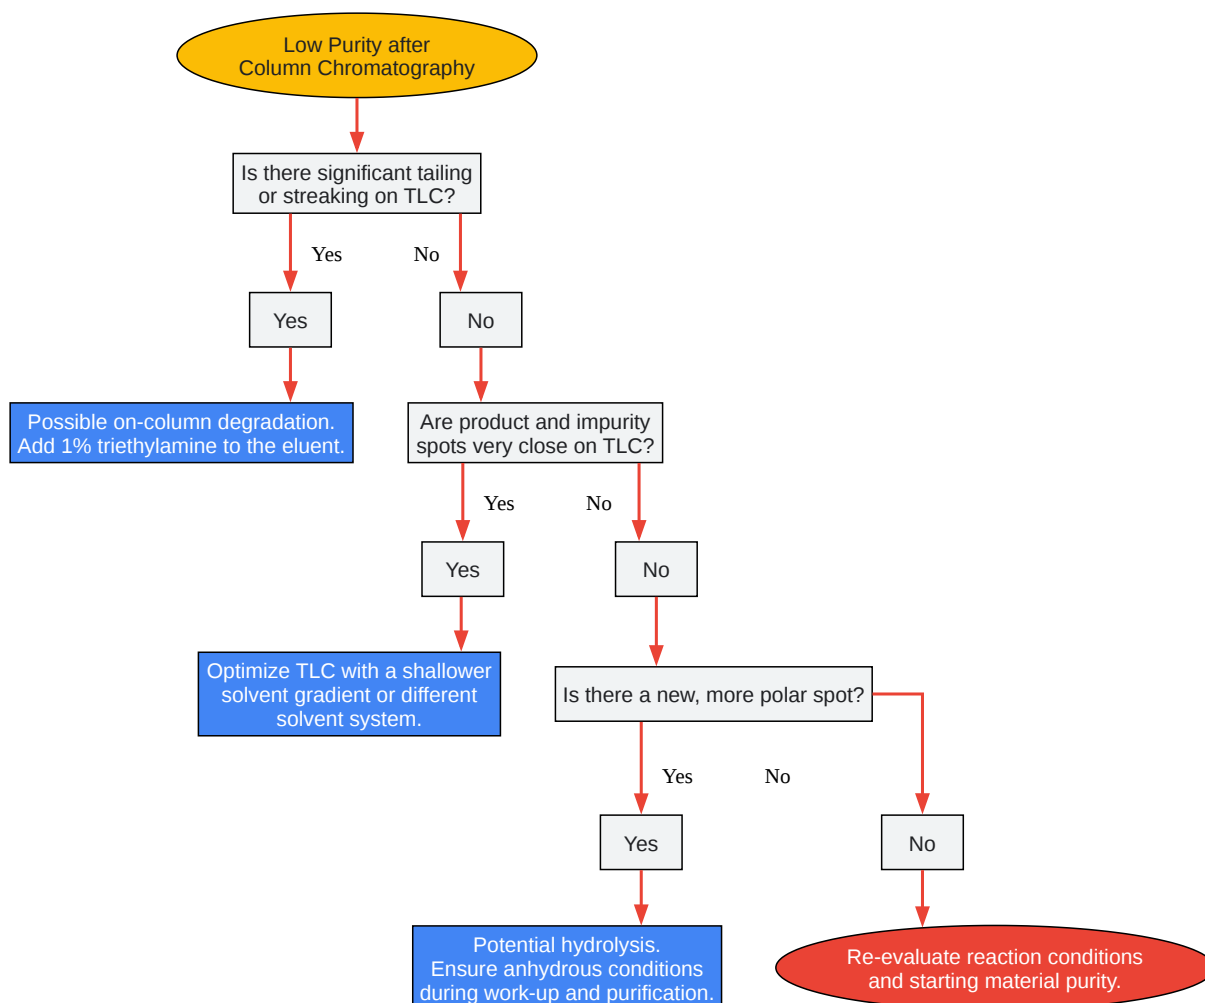 Low Purity after
Column Chromatography
Is there significant tailing
or streaking on TLC?
Yes
No
Yes
No
Possible on-column degradation.
Add 1% triethylamine to the eluent.
Are product and impurity
spots very close on TLC?
Yes
No
Yes
No
Optimize TLC with a shallower
solvent gradient or different
solvent system.
Is there a new, more polar spot?
Yes
No
Yes
No
Potential hydrolysis.
Ensure anhydrous conditions
during work-up and purification.
Re-evaluate reaction conditions
and starting material purity.